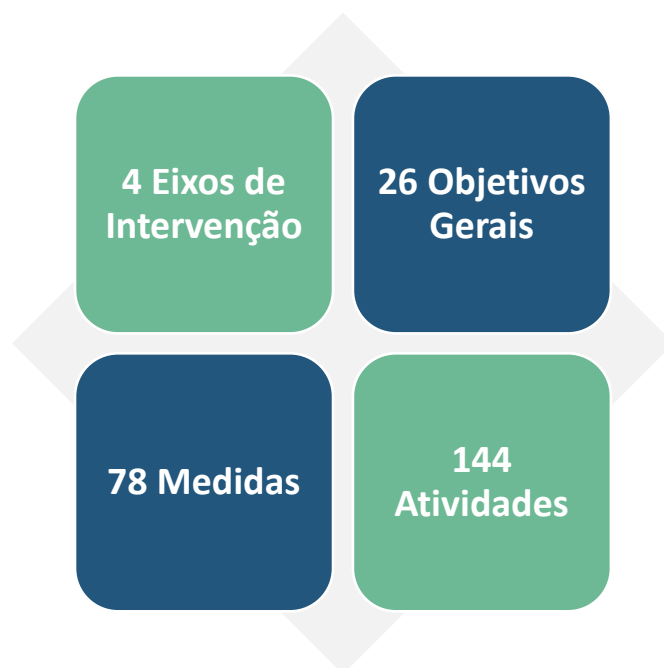 4 Eixos de
Intervenção
26 Objetivos
Gerais
78 Medidas
144
Atividades